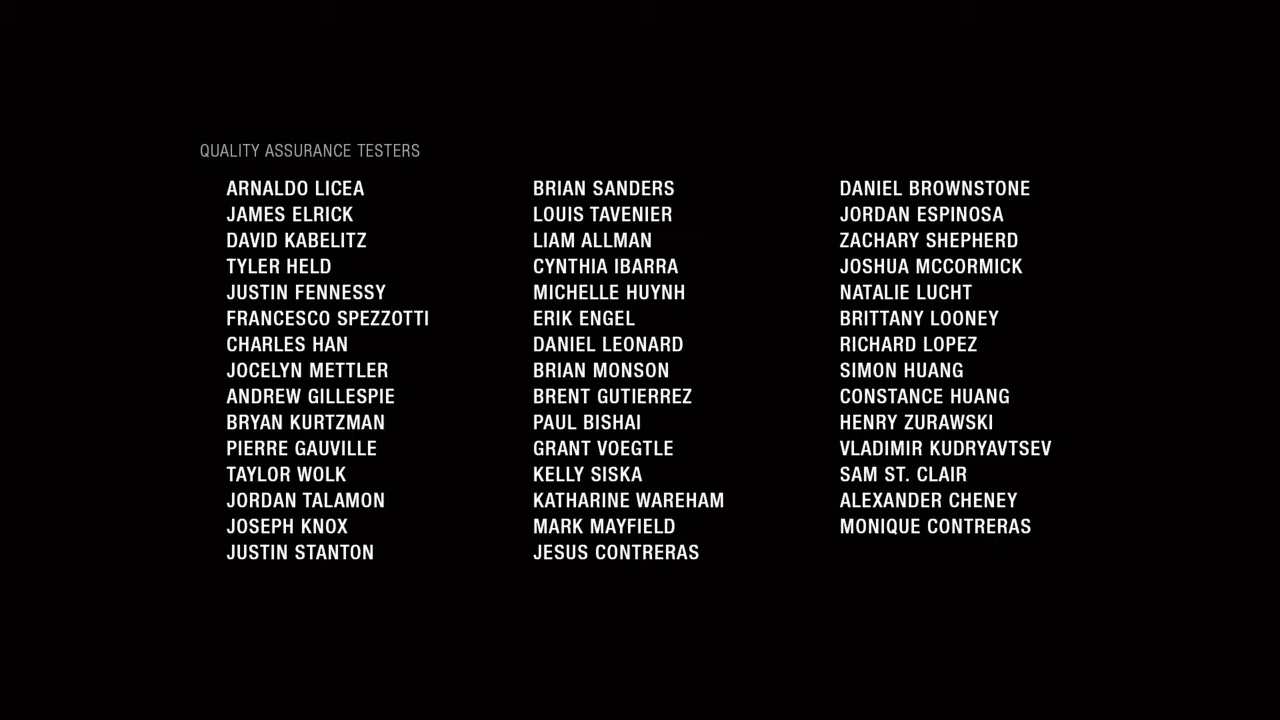 QUALITY ASSURANCE TESTERS
ARNALDO LICEA
JAMES ELRICK
DAVID KABELITZ
TYLER HELD
JUSTIN FENNESSY
FRANCESCO SPEZZOTTI
CHARLES HAN
JOCELYN METTLER
ANDREW GILLESPIE
BRYAN KURTZMAN
PIERRE GAUVILLE
TAYLOR WOLK
JORDAN TALAMON
JOSEPH KNOX
JUSTIN STANTON
BRIAN SANDERS
LOUIS TAVENIER
LIAM ALLMAN
CYNTHIA IBARRA
MICHELLE HUYNH
ERIK ENGEL
DANIEL LEONARD
BRIAN MONSON
BRENT GUTIERREZ
PAUL BISHAI
GRANT VOEGTLE
KELLY SISKA
KATHARINE WAREHAM
MARK MAYFIELD
JESUS CONTRERAS
DANIEL BROWNSTONE
JORDAN ESPINOSA
ZACHARY SHEPHERD
JOSHUA MCCORMICK
NATALIE LUCHT
BRITTANY LOONEY
RICHARD LOPEZ
SIMON HUANG
CONSTANCE HUANG
HENRY ZURAWSKI
VLADIMIR KUDRYAVTSEV
SAM ST. CLAIR
ALEXANDER CHENEY
MONIQUE CONTRERAS